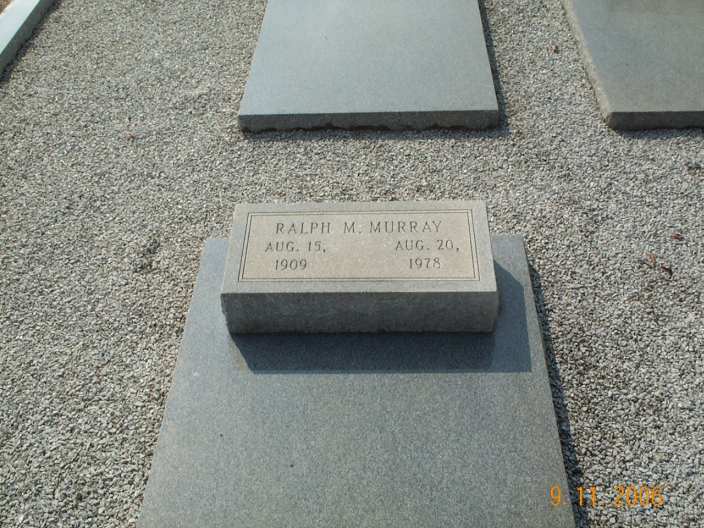 RALPH M. MURRAY
AUG. 15, AUG. 20,
1909 1978
9 11 2006